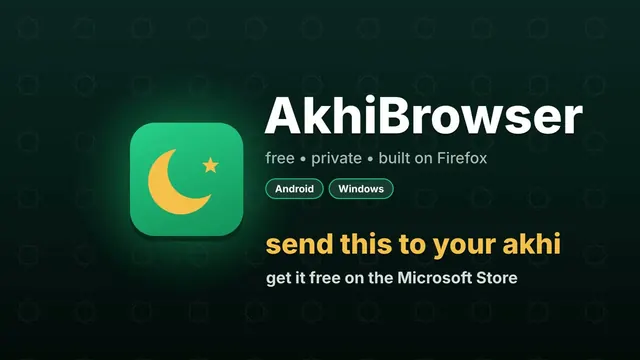 AkhiBrowser
free • private • built on Firefox
Android Windows
send this to your akhi
get it free on the Microsoft Store